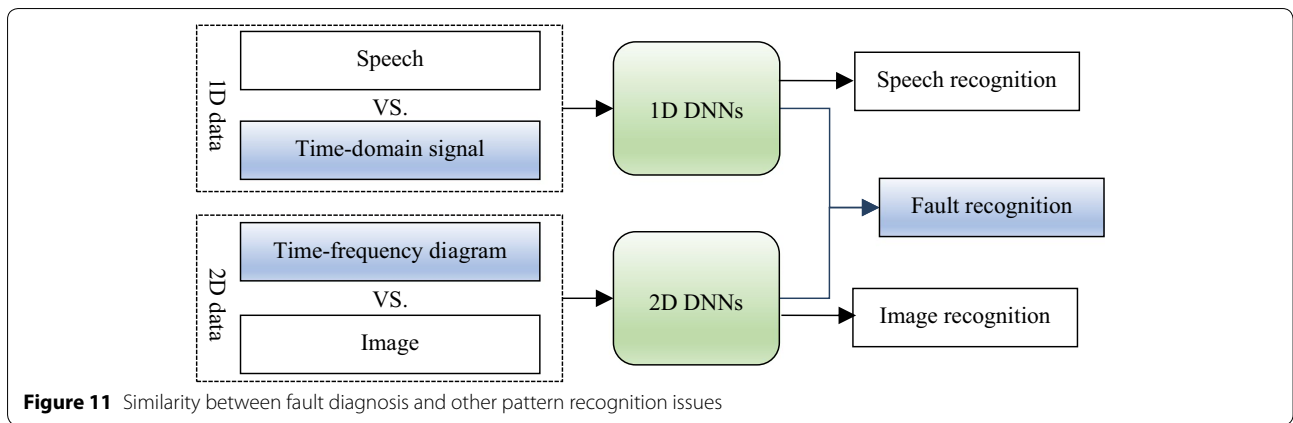 1D data
Speech
VS.
Time-domain signal
1D DNNs
Speech recognition
Fault recognition
2D data
Time-frequency diagram
VS.
Image
2D DNNs
Image recognition
Figure 11 Similarity between fault diagnosis and other pattern recognition issues